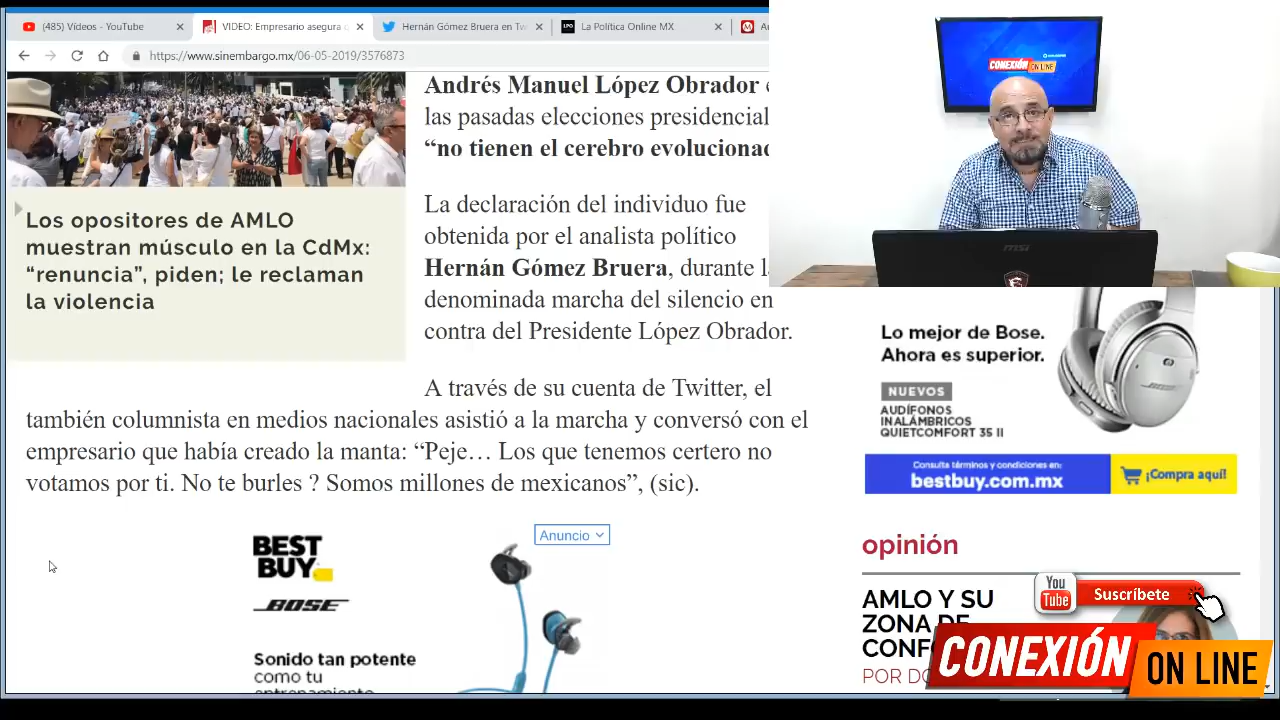 (485) Vídeos - YouTube
VIDEO: Empresario asegura
Hernán Gómez Bruera en Tw
LPO
La Política Online MX
https://www.sinembargo.mx/06-05-2019/3576873
CONEXIÓN
ON LINE
Andrés Manuel López Obrador
las pasadas elecciones presidencial
“no tienen el cerebro evolucionad
Los opositores de AMLO
muestran músculo en la CdMx:
“renuncia”, piden; le reclaman
la violencia
La declaración del individuo fue
obtenida por el analista político
Hernán Gómez Bruera, durante l
denominada marcha del silencio en
contra del Presidente López Obrador.
A través de su cuenta de Twitter, el
también columnista en medios nacionales asistió a la marcha y conversó con el
empresario que había creado la manta: “Peje… Los que tenemos certero no
votamos por ti. No te burles ? Somos millones de mexicanos”, (sic).
msi
Lo mejor de Bose.
Ahora es superior.
NUEVOS
AUDÍFONOS
INALÁMBRICOS
QUIETCOMFORT 35 II
BOSE
Consulta términos y condiciones en:
bestbuy.com.mx
¡Compra aquí!
Anuncio
BEST
BUY
BOSE
Sonido tan potente
como tu
entrenamiento
opinión
AMLO Y SU
ZONA DE
CONF
POR DO
You
Tube
Suscríbete
CONEXIÓN
ON LINE